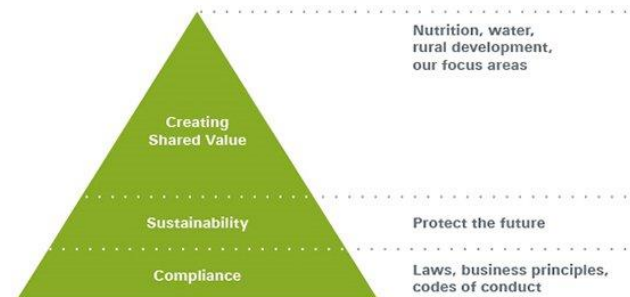 Nutrition, water,
rural development,
our focus areas
Creating
Shared Value
Sustainability
Protect the future
Compliance
Laws, business principles,
codes of conduct